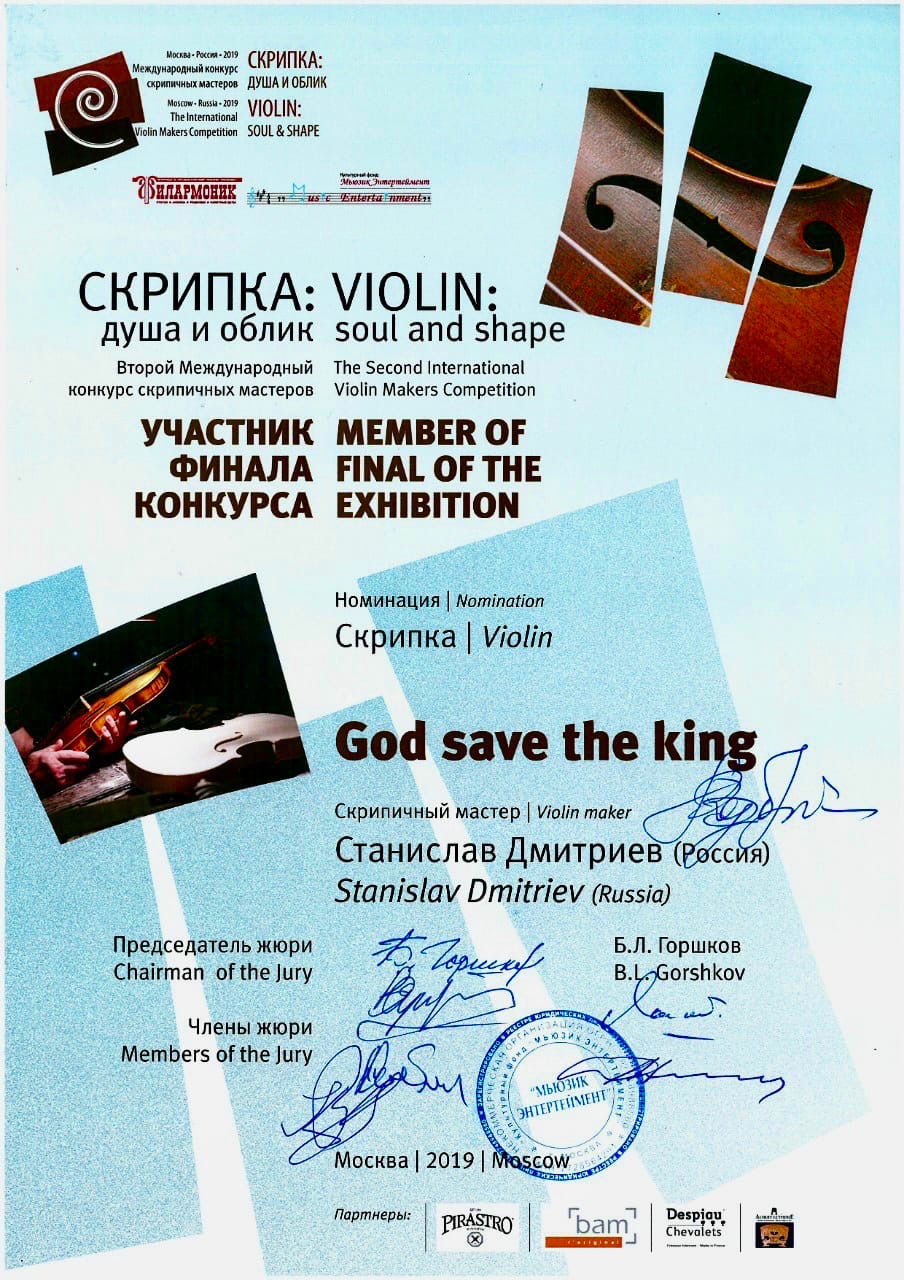 Москва • Россия • 2019
Международный конкурс
скрипичных мастеров
СКРИПКА:
ДУША И ОБЛИК
Moscow • Russia • 2019
The International
Violin Makers Competition
VIOLIN:
SOUL & SHAPE
ФИЛАРМОНИК
Культурный фонд
Мьюзик Энтертеймент
Music Entertainment
СКРИПКА: VIOLIN:
душа и облик soul and shape
Второй Международный The Second International
конкурс скрипичных мастеров Violin Makers Competition
УЧАСТНИК MEMBER OF
ФИНАЛА FINAL OF THE
КОНКУРСА EXHIBITION
Номинация | Nomination
Скрипка | Violin
God save the king
Скрипичный мастер | Violin maker
Станислав Дмитриев (Россия)
Stanislav Dmitriev (Russia)
Председатель жюри Б.Л. Горшков
Chairman of the Jury B.L. Gorshkov
Члены жюри
Members of the Jury
"МЬЮЗИК
ЭНТЕРТЕЙМЕНТ"
Москва | 2019 | Moscow
Партнеры:
PIRASTRO
bam
l'original
Despiau
Chevalets